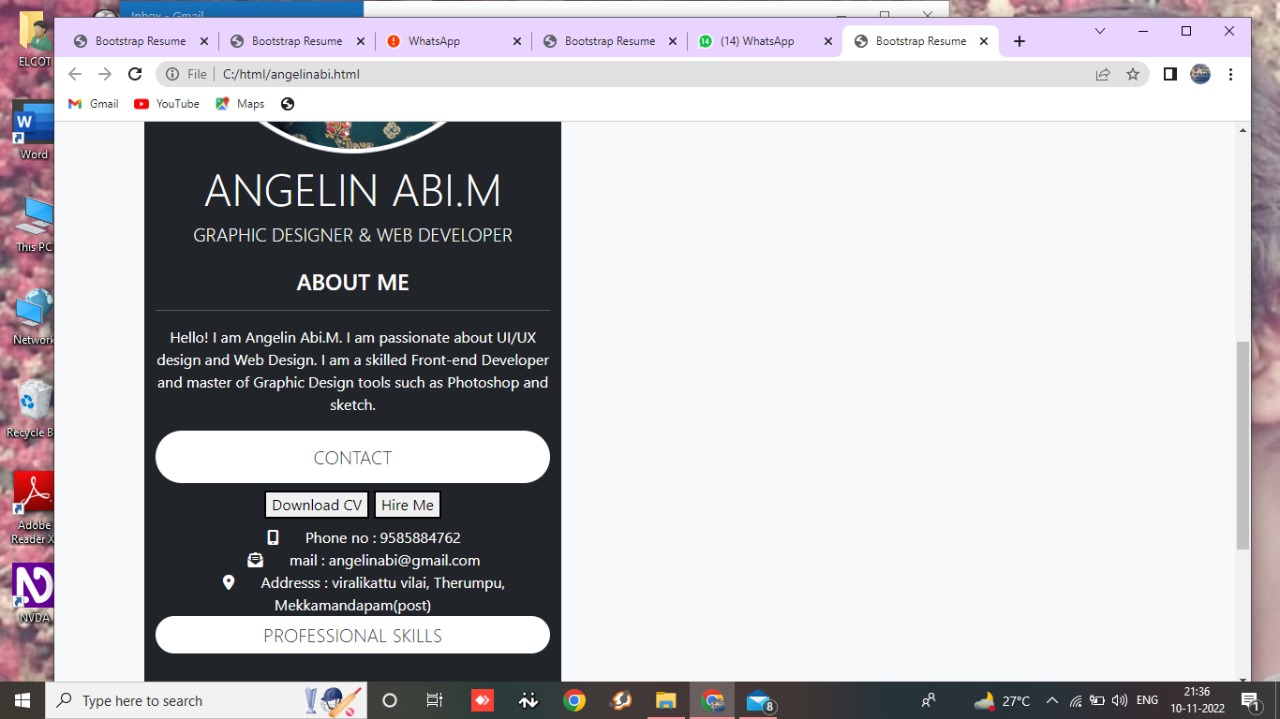 Inbox - Gmail
Bootstrap Resume
Bootstrap Resume
WhatsApp
Bootstrap Resume
14
(14) WhatsApp
Bootstrap Resume
File
C:/html/angelinabi.html
Gmail
YouTube
Maps
ELCOT
Word
This PC
Network
Recycle B
Adobe
Reader X
NVDA
ANGELIN ABI.M
GRAPHIC DESIGNER & WEB DEVELOPER
ABOUT ME
Hello! I am Angelin Abi.M. I am passionate about UI/UX
design and Web Design. I am a skilled Front-end Developer
and master of Graphic Design tools such as Photoshop and
sketch.
CONTACT
Download CV
Hire Me
Phone no : 9585884762
mail : angelinabi@gmail.com
Addresss : viralikattu vilai, Therumpu,
Mekkamandapam(post)
PROFESSIONAL SKILLS
Type here to search
8
27°C
ENG
21:36
10-11-2022
1